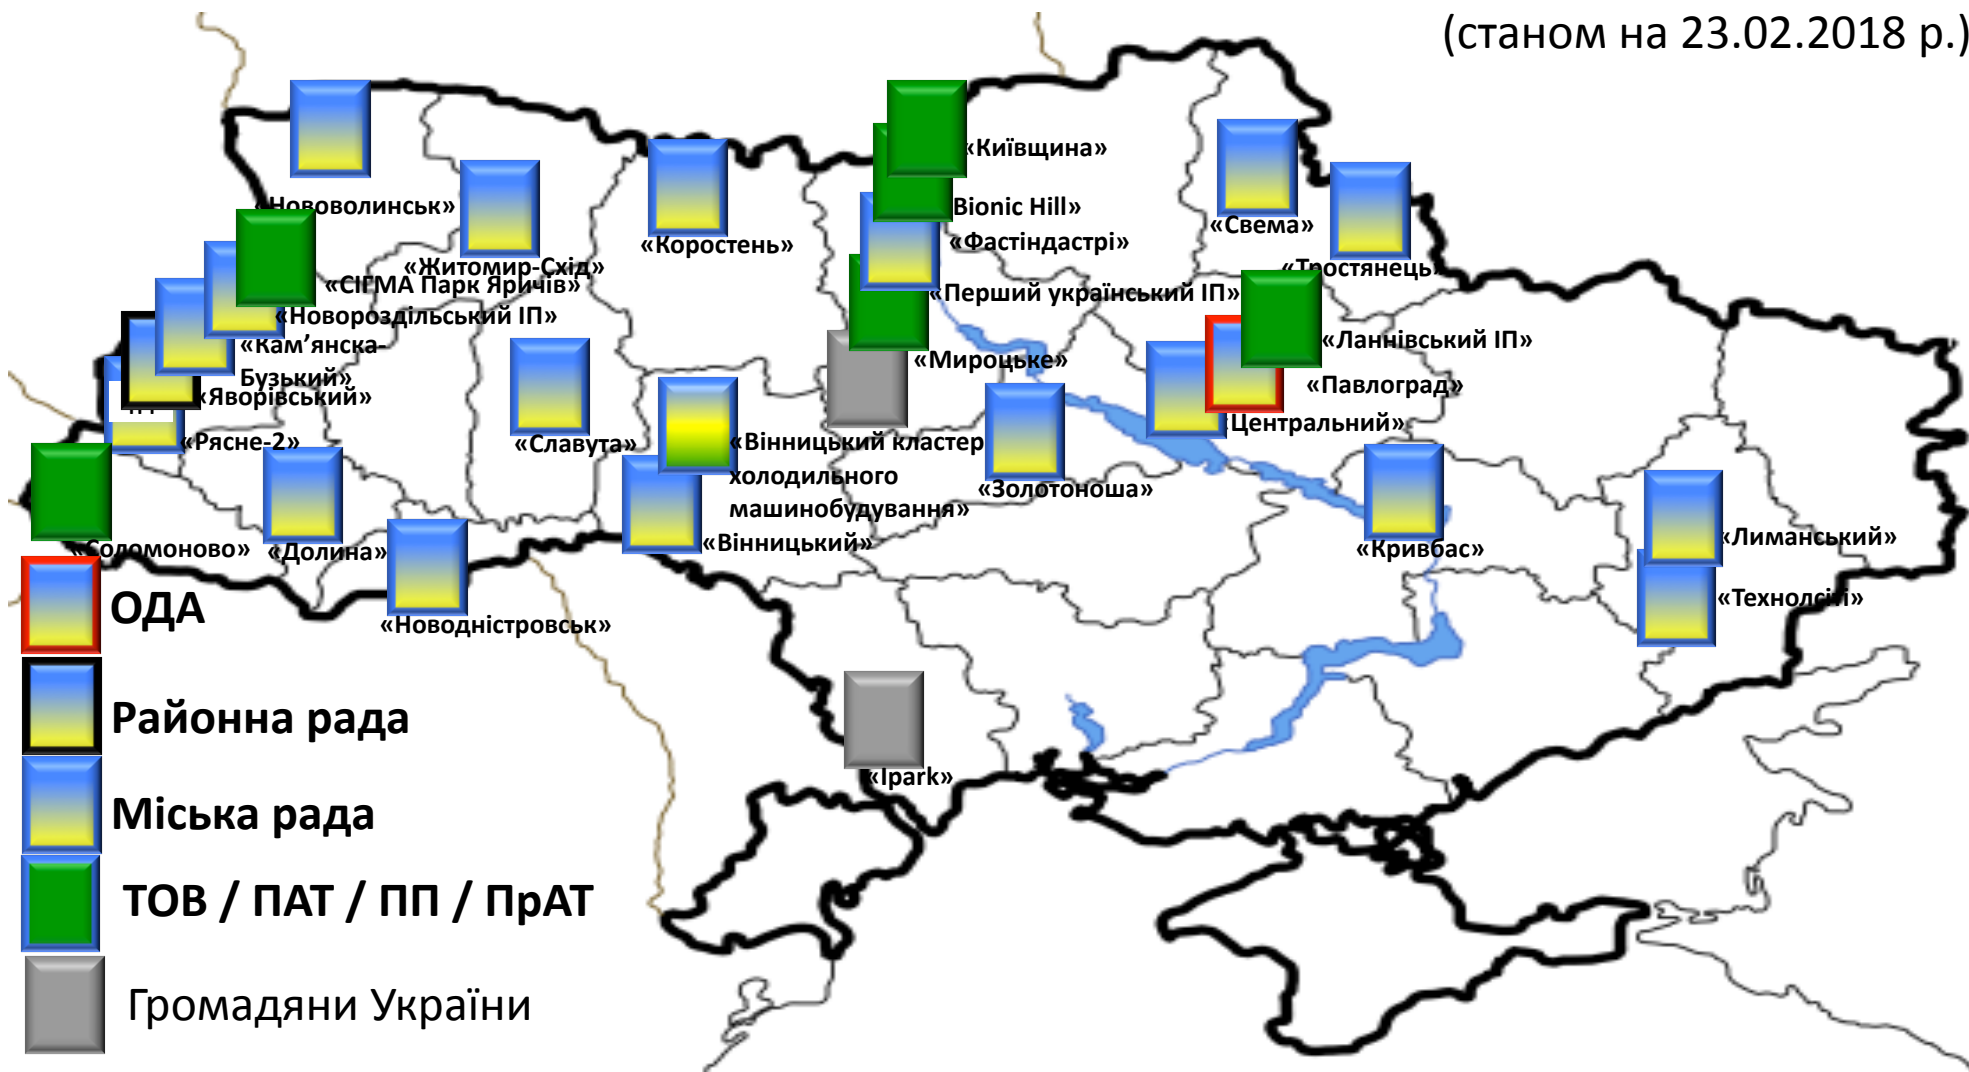 (станом на 23.02.2018 р.)
«Київщина»
Bionic Hill»
«Фастіндастрі»
«Нововолинськ»
«Коростень»
«Свема»
«Житомир-Схід»
«Тростянець»
«СІГМА Парк Яричів»
«Перший український ІП»
«Новороздільський ІП»
«Кам’янска-
Бузький»
«Ланнівський ІП»
«Мироцьке»
«Павлоград»
«Яворівський»
«Центральний»
«Рясне-2»
«Славута»
«Вінницький кластер
холодильного
машинобудування»
«Золотоноша»
«Вінницький»
«Соломоново»
«Долина»
«Кривбас»
«Лиманський»
«Новодністровськ»
«Технолсіті»
«Ipark»
ОДА
Районна рада
Міська рада
ТОВ / ПАТ / ПП / ПрАТ
Громадяни України